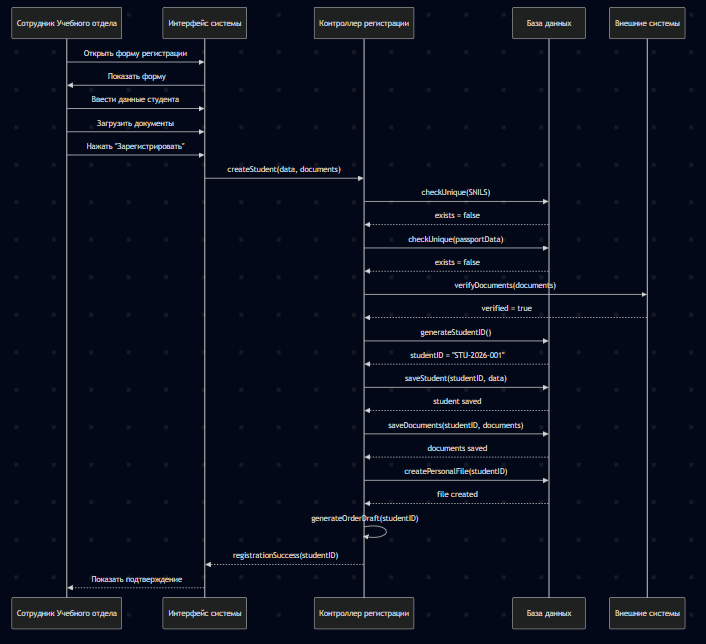 Сотрудник Учебного отдела
Интерфейс системы
Контроллер регистрации
База данных
Внешние системы
Открыть форму регистрации
Показать форму
Ввести данные студента
Загрузить документы
Нажать "Зарегистрировать"
createStudent(data, documents)
checkUnique(SNILS)
exists = false
checkUnique(passportData)
exists = false
verifyDocuments(documents)
verified = true
generateStudentID()
studentID = "STU-2026-001"
saveStudent(studentID, data)
student saved
saveDocuments(studentID, documents)
documents saved
createPersonalFile(studentID)
file created
generateOrderDraft(studentID)
registrationSuccess(studentID)
Показать подтверждение
Сотрудник Учебного отдела
Интерфейс системы
Контроллер регистрации
База данных
Внешние системы